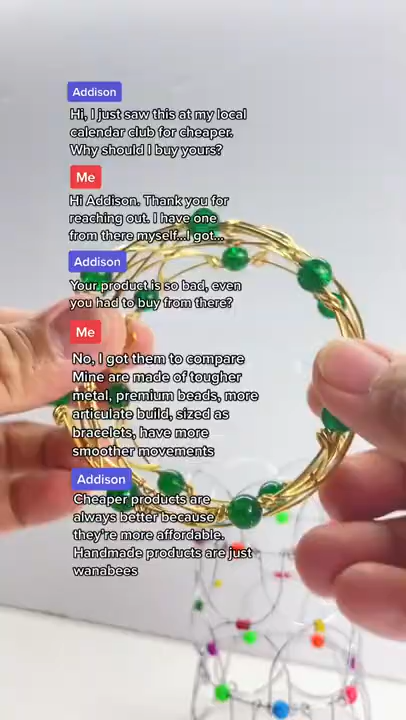 Addison
Hi, I just saw this at my local
calendar club for cheaper.
Why should I buy yours?
Me
Hi Addison. Thank you for
reaching out. I have one
from there myself...I got...
Addison
Your product is so bad, even
you had to buy from there?
Me
No, I got them to compare
Mine are made of tougher
metal, premium beads, more
articulate build, sized as
bracelets, have more
smoother movements
Addison
Cheaper products are
always better because
they're more affordable.
Handmade products are just
wanabees